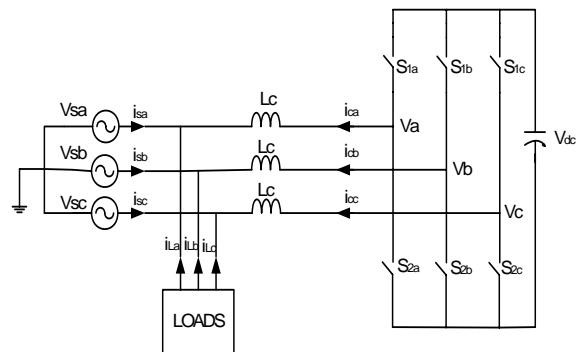 S1a S1b S1c
Vsa isa Lc ica Va
Vdc
Vsb isb Lc icb Vb
Vsc isc Lc icc Vc
iLa iLb iLc
S2a S2b S2c
LOADS